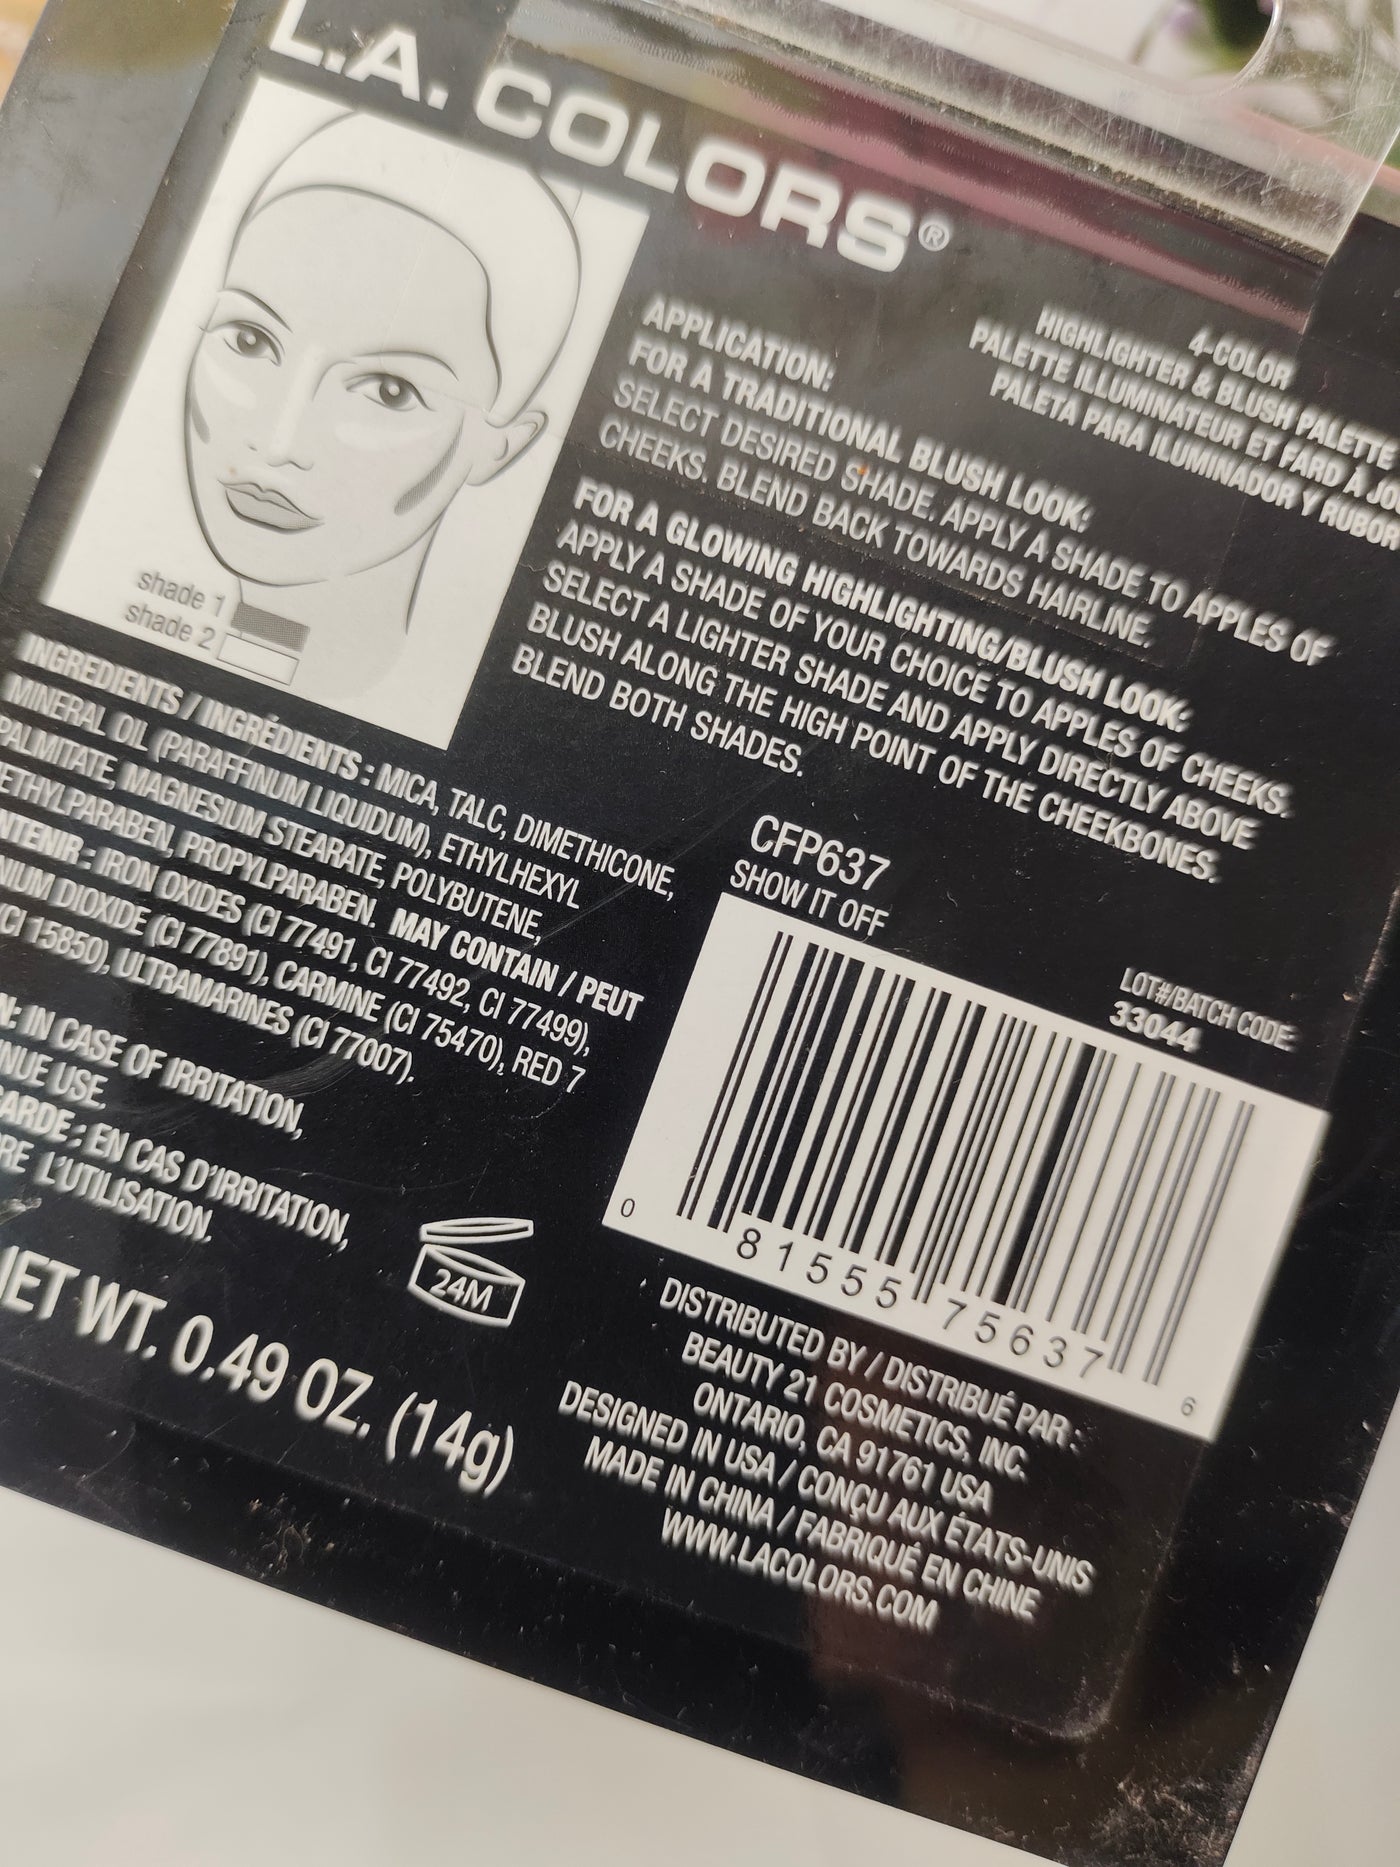 L.A. COLORS®
4-COLOR
HIGHLIGHTER & BLUSH PALETTE
PALETTE ILLUMINATEUR ET FARD À
PALETA PARA ILUMINADOR Y RUBOR
APPLICATION:
FOR A TRADITIONAL BLUSH LOOK:
SELECT DESIRED SHADE. APPLY A SHADE TO APPLES OF
CHEEKS. BLEND BACK TOWARDS HAIRLINE.
FOR A GLOWING HIGHLIGHTING/BLUSH LOOK:
APPLY A SHADE OF YOUR CHOICE TO APPLES OF CHEEKS.
SELECT A LIGHTER SHADE AND APPLY DIRECTLY ABOVE
BLUSH ALONG THE HIGH POINT OF THE CHEEKBONES.
BLEND BOTH SHADES.
shade 1
shade 2
INGREDIENTS / INGRÉDIENTS : MICA, TALC, DIMETHICONE,
MINERAL OIL (PARAFFINUM LIQUIDUM), ETHYLHEXYL
PALMITATE, MAGNESIUM STEARATE, POLYBUTENE,
ETHYLPARABEN, PROPYLPARABEN. MAY CONTAIN / PEUT
NTENIR : IRON OXIDES (CI 77491, CI 77492, CI 77499),
NIUM DIOXIDE (CI 77891), CARMINE (CI 75470), RED 7
(CI 15850), ULTRAMARINES (CI 77007).
N: IN CASE OF IRRITATION,
NUE USE.
ARDE : EN CAS D'IRRITATION,
RE L'UTILISATION.
24M
NET WT. 0.49 OZ. (14g)
CFP637
SHOW IT OFF
LOT#/BATCH CODE:
33044
0 81555 75637 6
DISTRIBUTED BY / DISTRIBUÉ PAR :
BEAUTY 21 COSMETICS, INC.
ONTARIO, CA 91761 USA
DESIGNED IN USA / CONÇU AUX ÉTATS-UNIS
MADE IN CHINA / FABRIQUÉ EN CHINE
WWW.LACOLORS.COM